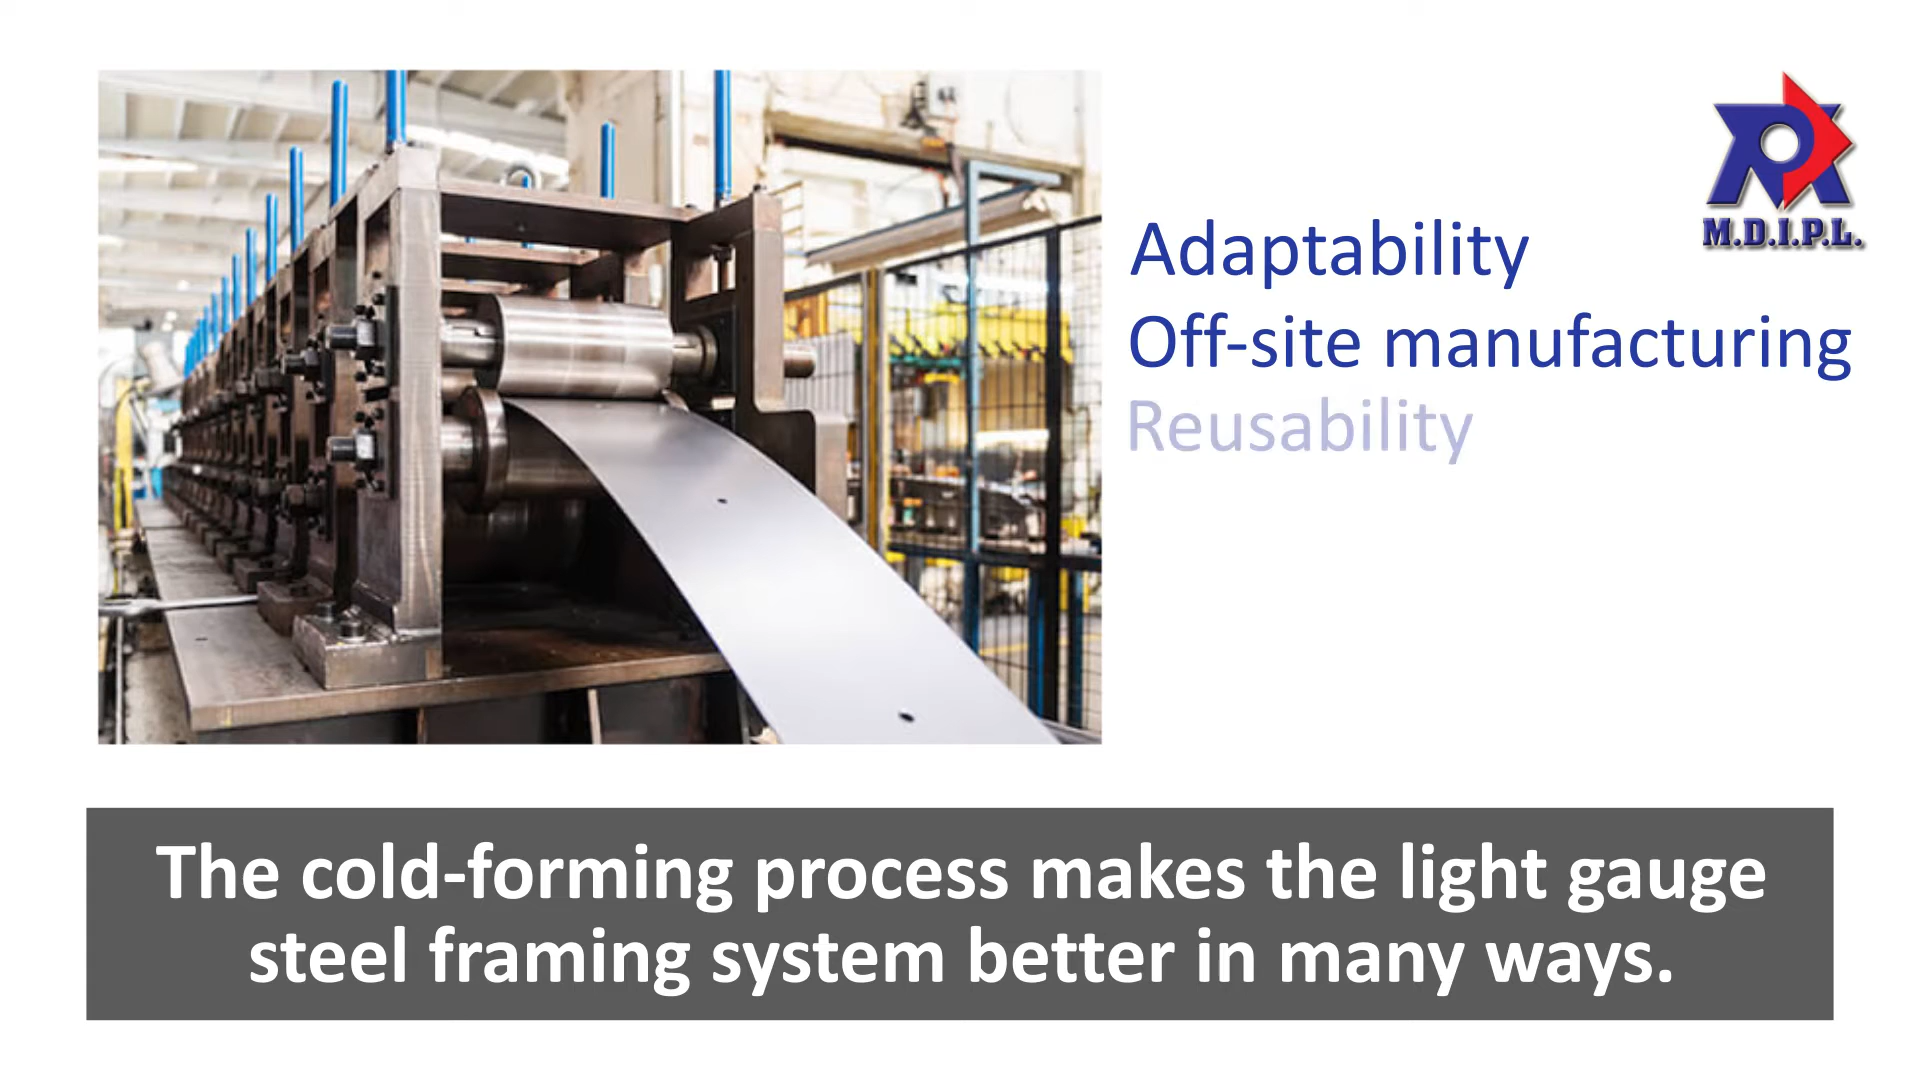 M.D.I.P.L.
Adaptability
Off-site manufacturing
Reusability
The cold-forming process makes the light gauge
steel framing system better in many ways.